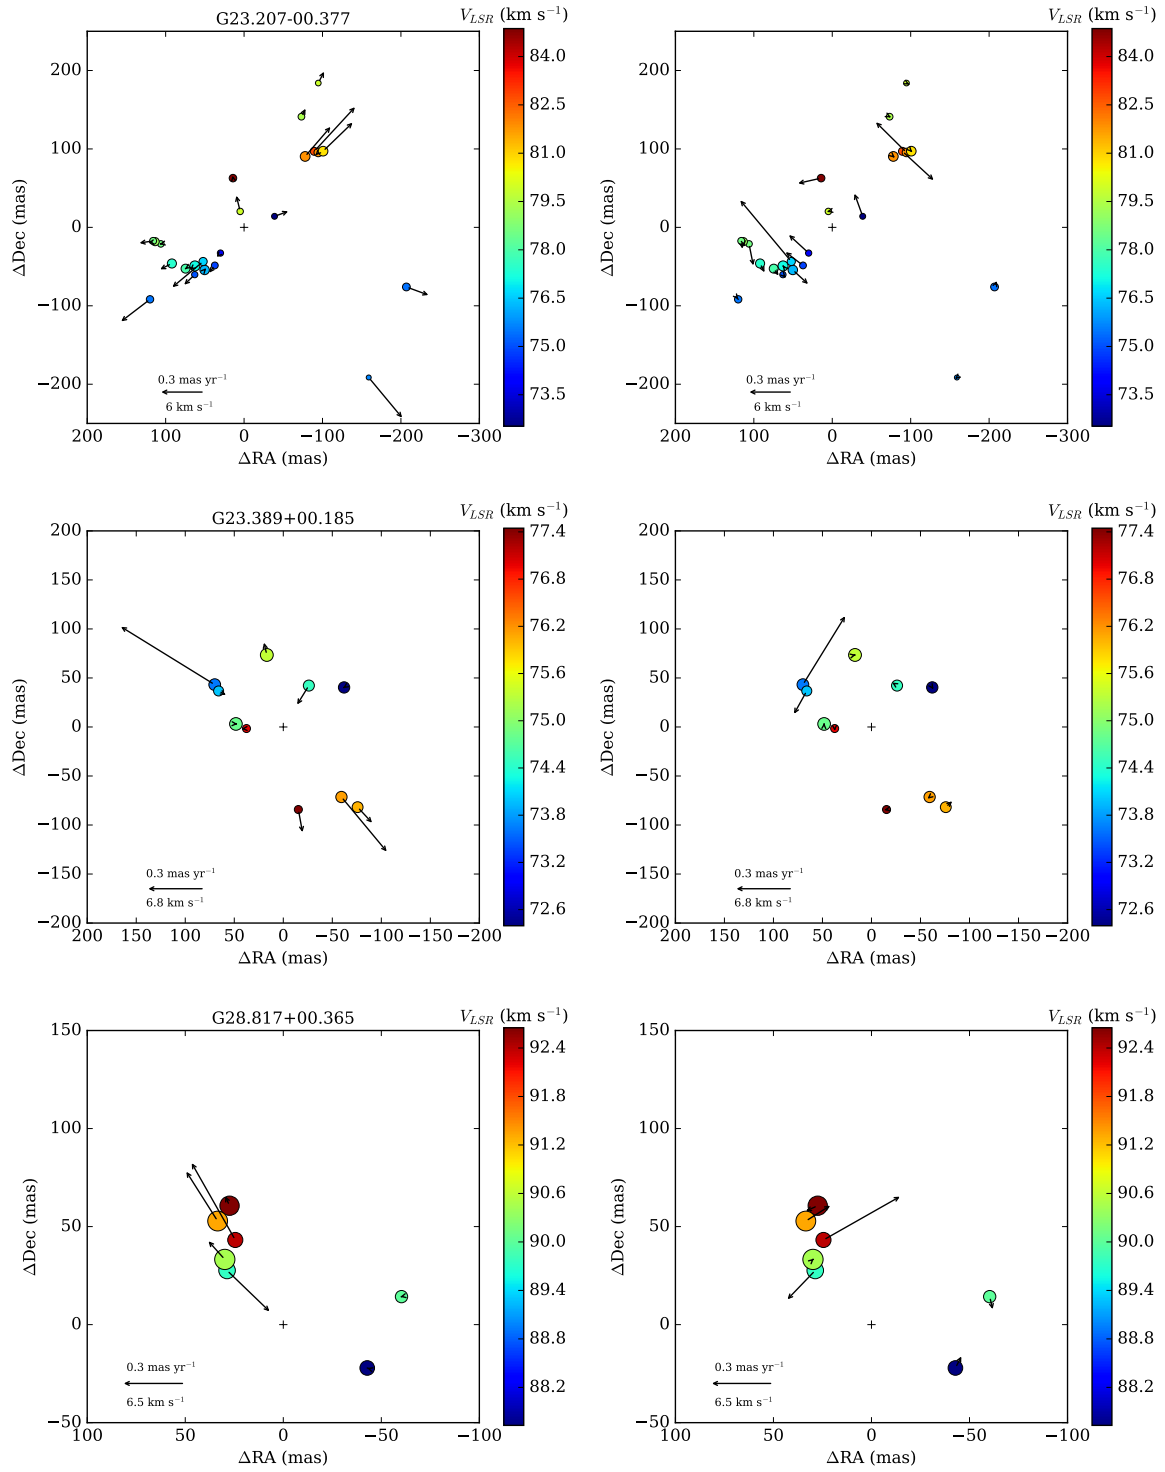 G23.207-00.377
V_LSR (km s⁻¹)
V_LSR (km s⁻¹)
200
100
0
−100
−200
ΔDec (mas)
0.3 mas yr⁻¹
6 km s⁻¹
200 100 0 −100 −200 −300
ΔRA (mas)
84.0
82.5
81.0
79.5
78.0
76.5
75.0
73.5
200
100
0
−100
−200
ΔDec (mas)
0.3 mas yr⁻¹
6 km s⁻¹
200 100 0 −100 −200 −300
ΔRA (mas)
84.0
82.5
81.0
79.5
78.0
76.5
75.0
73.5
G23.389+00.185
V_LSR (km s⁻¹)
V_LSR (km s⁻¹)
200
150
100
50
0
−50
−100
−150
−200
ΔDec (mas)
0.3 mas yr⁻¹
6.8 km s⁻¹
200 150 100 50 0 −50 −100 −150 −200
ΔRA (mas)
77.4
76.8
76.2
75.6
75.0
74.4
73.8
73.2
72.6
200
150
100
50
0
−50
−100
−150
−200
ΔDec (mas)
0.3 mas yr⁻¹
6.8 km s⁻¹
200 150 100 50 0 −50 −100 −150 −200
ΔRA (mas)
77.4
76.8
76.2
75.6
75.0
74.4
73.8
73.2
72.6
G28.817+00.365
V_LSR (km s⁻¹)
V_LSR (km s⁻¹)
150
100
50
0
−50
ΔDec (mas)
0.3 mas yr⁻¹
6.5 km s⁻¹
100 50 0 −50 −100
ΔRA (mas)
92.4
91.8
91.2
90.6
90.0
89.4
88.8
88.2
150
100
50
0
−50
ΔDec (mas)
0.3 mas yr⁻¹
6.5 km s⁻¹
100 50 0 −50 −100
ΔRA (mas)
92.4
91.8
91.2
90.6
90.0
89.4
88.8
88.2